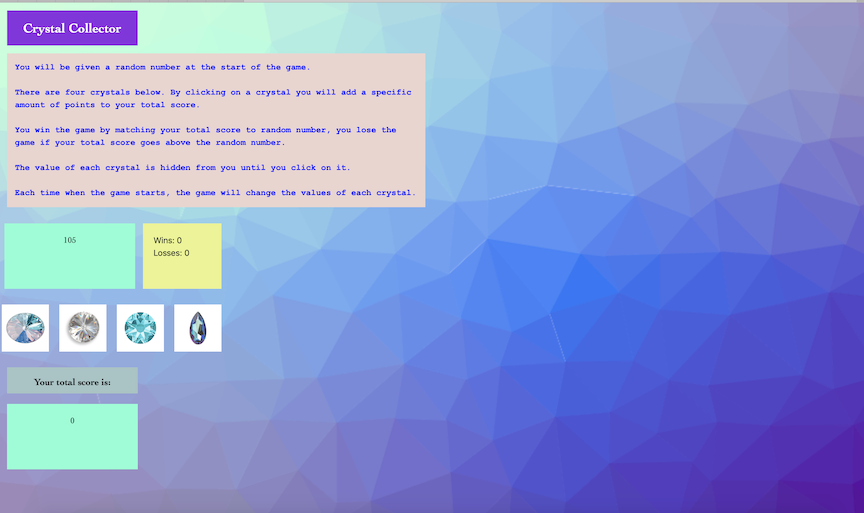 Crystal Collector
You will be given a random number at the start of the game.
There are four crystals below. By clicking on a crystal you will add a specific
amount of points to your total score.
You win the game by matching your total score to random number, you lose the
game if your total score goes above the random number.
The value of each crystal is hidden from you until you click on it.
Each time when the game starts, the game will change the values of each crystal.
105
Wins: 0
Losses: 0
Your total score is:
0